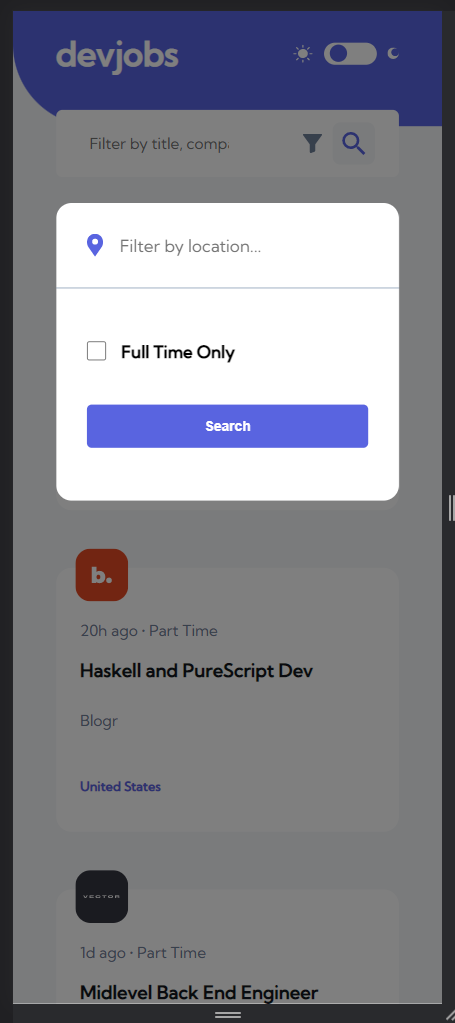 devjobs
Filter by title, comp
Filter by location...
Full Time Only
Search
b.
20h ago · Part Time
Haskell and PureScript Dev
Blogr
United States
VECTOR
1d ago · Part Time
Midlevel Back End Engineer